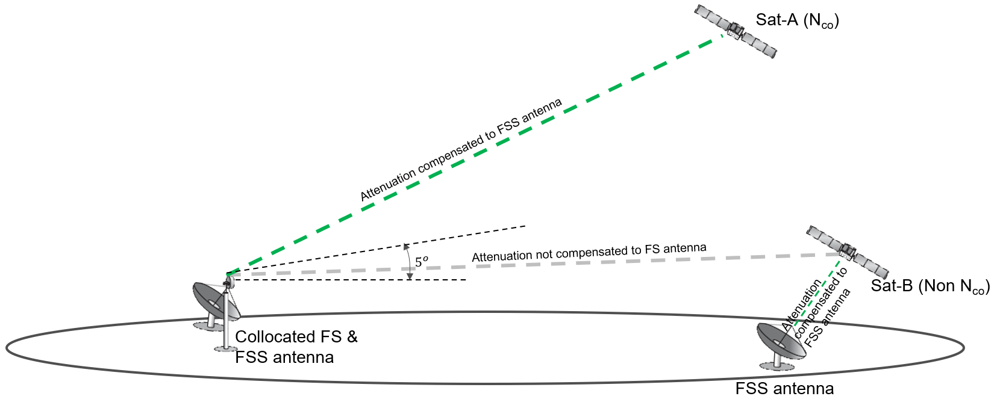 Sat-A (Nco)
Attenuation compensated to FSS antenna
5o
Attenuation not compensated to FS antenna
Sat-B (Non Nco)
Attenuation
compensated to
FSS antenna
Collocated FS &
FSS antenna
FSS antenna